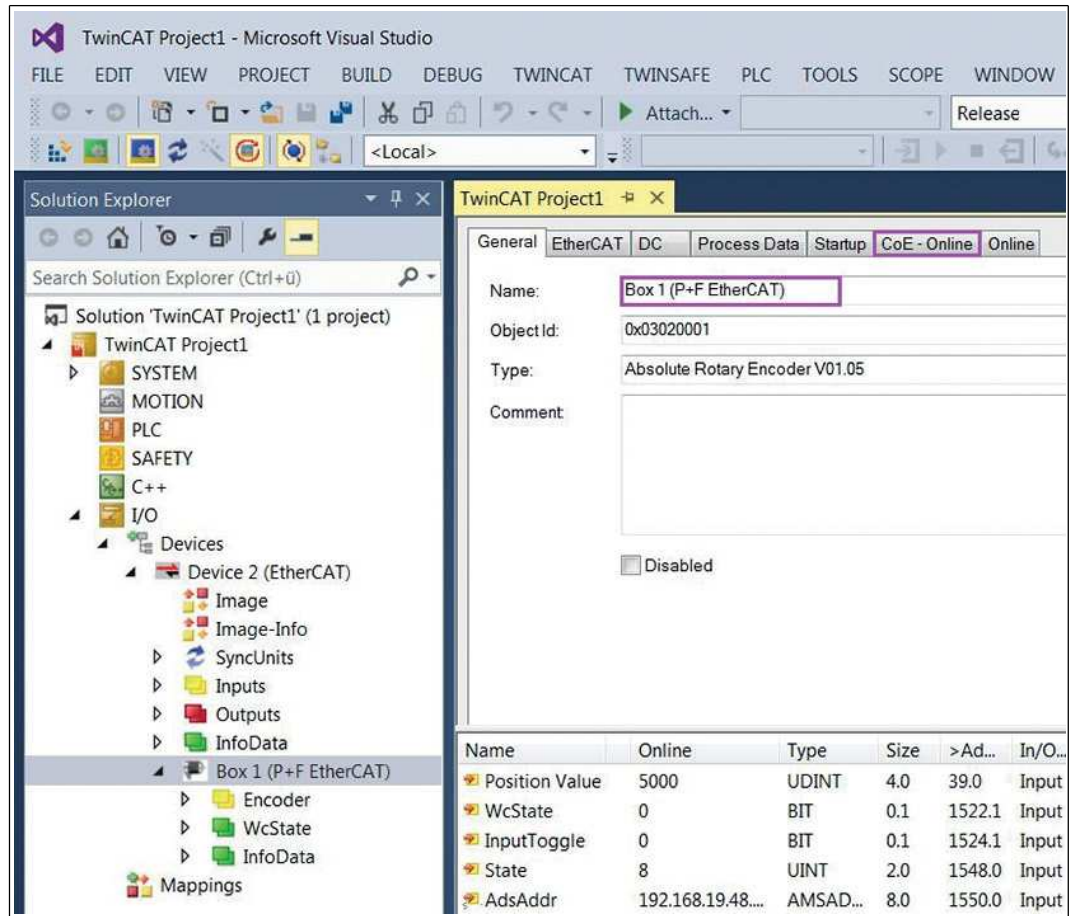 TwinCAT Project1 - Microsoft Visual Studio
FILE EDIT VIEW PROJECT BUILD DEBUG TWINCAT TWINSAFE PLC TOOLS SCOPE WINDOW
Attach... Release
<Local>
Solution Explorer
Search Solution Explorer (Ctrl+ü)
Solution 'TwinCAT Project1' (1 project)
TwinCAT Project1
SYSTEM
MOTION
PLC
SAFETY
C++
I/O
Devices
Device 2 (EtherCAT)
Image
Image-Info
SyncUnits
Inputs
Outputs
InfoData
Box 1 (P+F EtherCAT)
Encoder
WcState
InfoData
Mappings
TwinCAT Project1
General EtherCAT DC Process Data Startup CoE - Online Online
Name: Box 1 (P+F EtherCAT)
Object Id: 0x03020001
Type: Absolute Rotary Encoder V01.05
Comment:
Disabled
Name Online Type Size >Ad... In/O...
Position Value 5000 UDINT 4.0 39.0 Input
WcState 0 BIT 0.1 1522.1 Input
InputToggle 0 BIT 0.1 1524.1 Input
State 8 UINT 2.0 1548.0 Input
AdsAddr 192.168.19.48.... AMSAD... 8.0 1550.0 Input